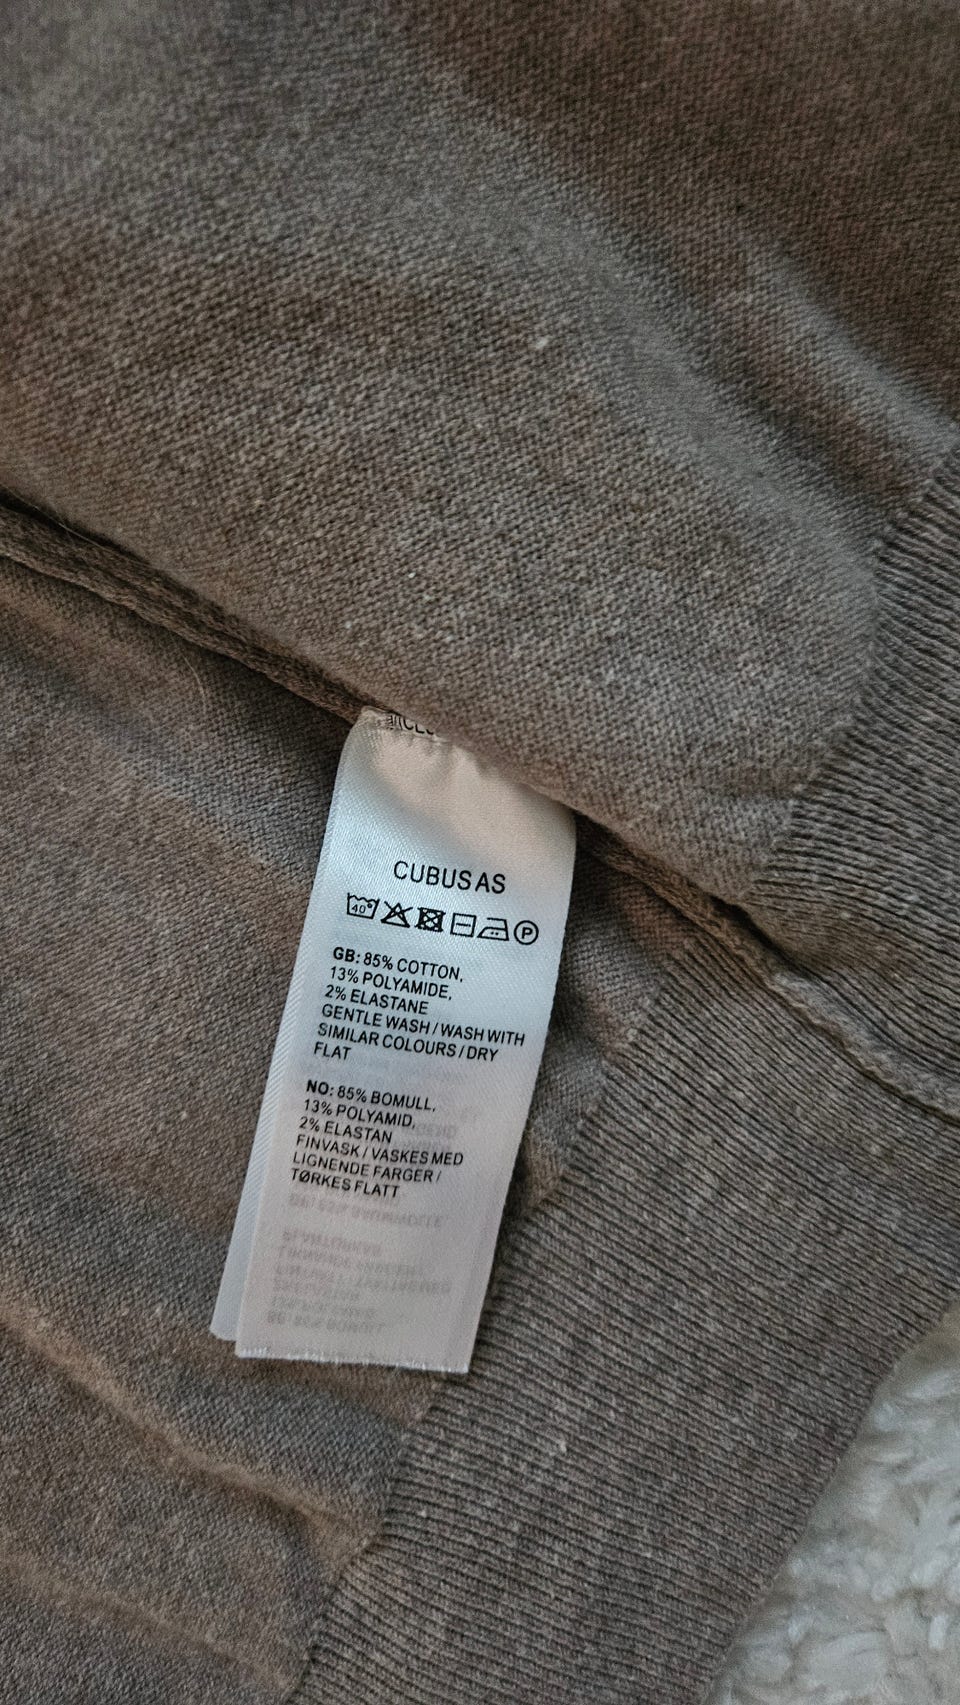 CUBUS AS
40°
P
GB: 85% COTTON,
13% POLYAMIDE,
2% ELASTANE
GENTLE WASH / WASH WITH
SIMILAR COLOURS / DRY
FLAT
NO: 85% BOMULL,
13% POLYAMID,
2% ELASTAN
FINVASK / VASKES MED
LIGNENDE FARGER /
TØRKES FLATT